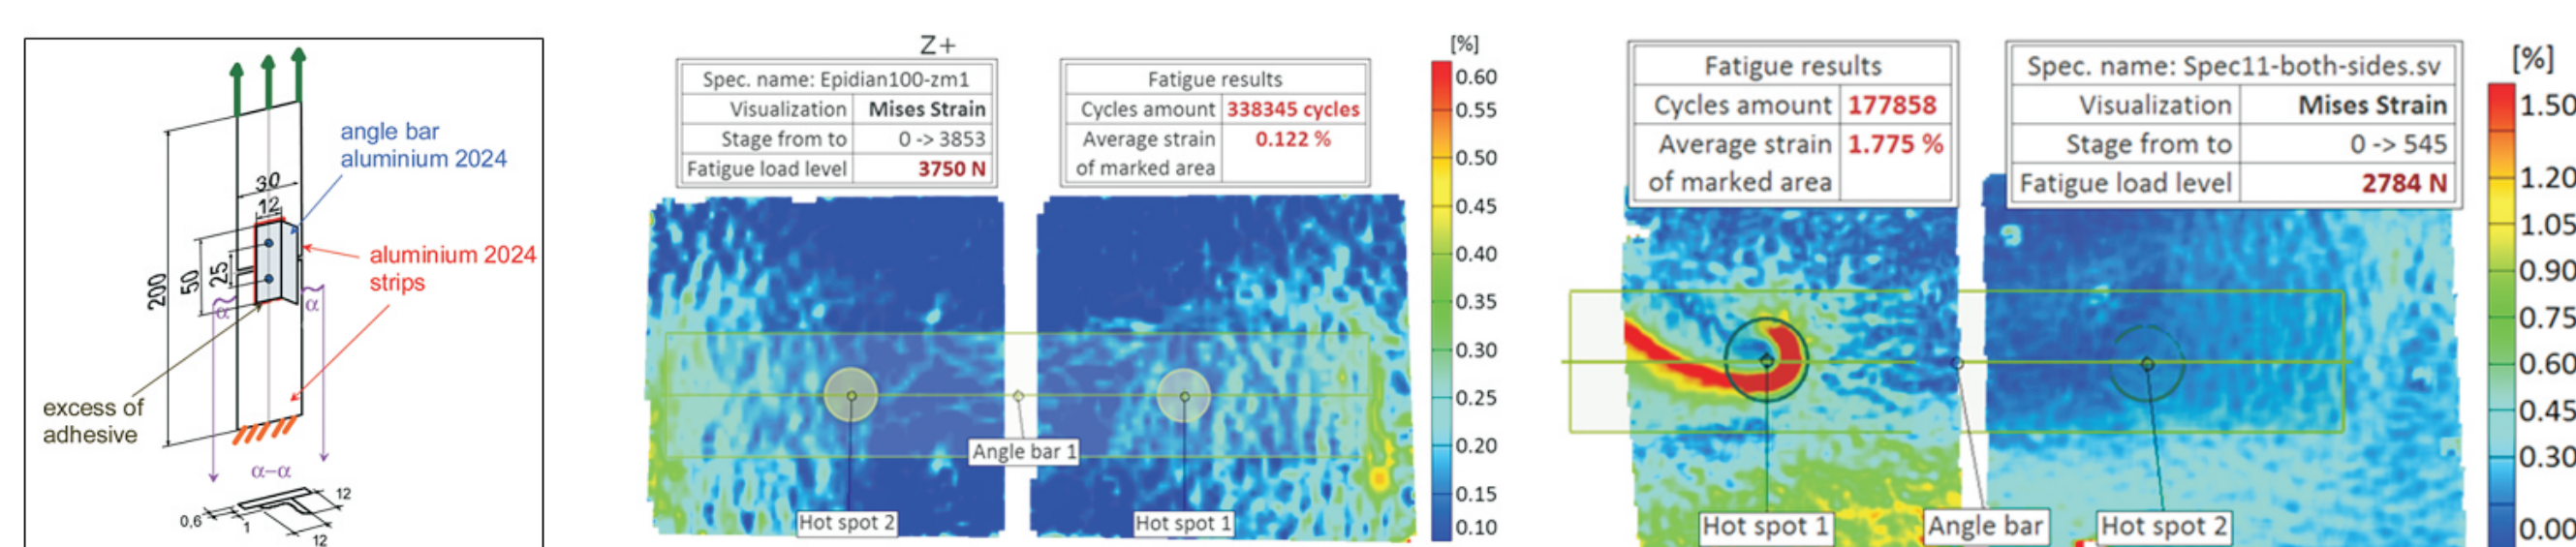 angle bar
aluminium 2024
30
12
aluminium 2024
strips
200
50
25
α
α
excess of
adhesive
α–α
12
0,6
1
12
Z+
Spec. name: Epidian100-zm1
Visualization Mises Strain
Stage from to 0 -> 3853
Fatigue load level 3750 N
Fatigue results
Cycles amount 338345 cycles
Average strain 0.122 %
of marked area
[%]
0.60
0.55
0.50
0.45
0.40
0.35
0.30
0.25
0.20
0.15
0.10
Angle bar 1
Hot spot 2
Hot spot 1
Fatigue results
Cycles amount 177858
Average strain 1.775 %
of marked area
Spec. name: Spec11-both-sides.sv
Visualization Mises Strain
Stage from to 0 -> 545
Fatigue load level 2784 N
[%]
1.50
1.20
1.05
0.90
0.75
0.60
0.45
0.30
0.00
Hot spot 1
Angle bar
Hot spot 2